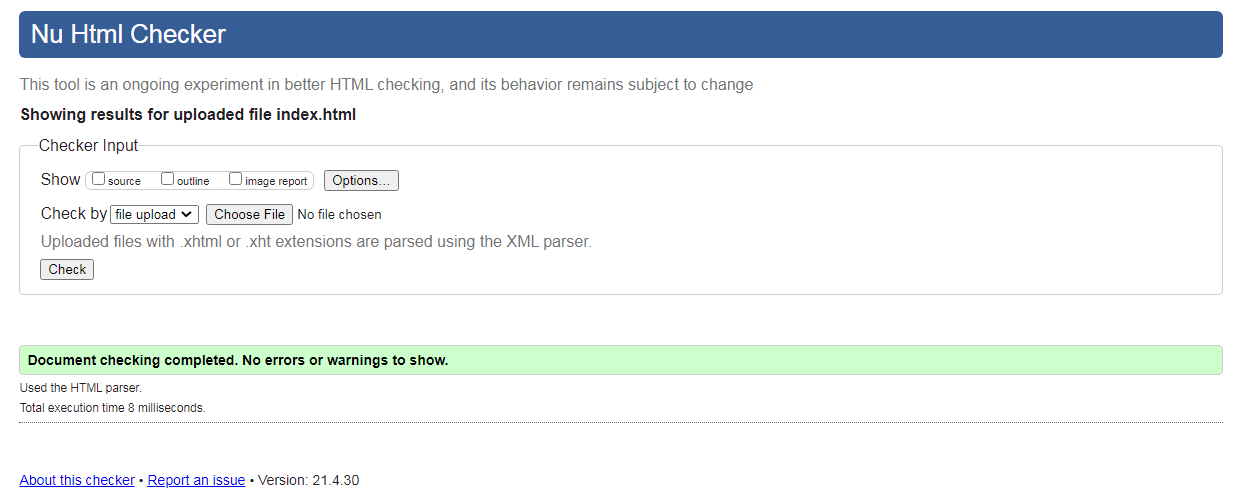 Nu Html Checker
This tool is an ongoing experiment in better HTML checking, and its behavior remains subject to change
Showing results for uploaded file index.html
Checker Input
Show source outline image report Options...
Check by file upload Choose File No file chosen
Uploaded files with .xhtml or .xht extensions are parsed using the XML parser.
Check
Document checking completed. No errors or warnings to show.
Used the HTML parser.
Total execution time 8 milliseconds.
About this checker • Report an issue • Version: 21.4.30